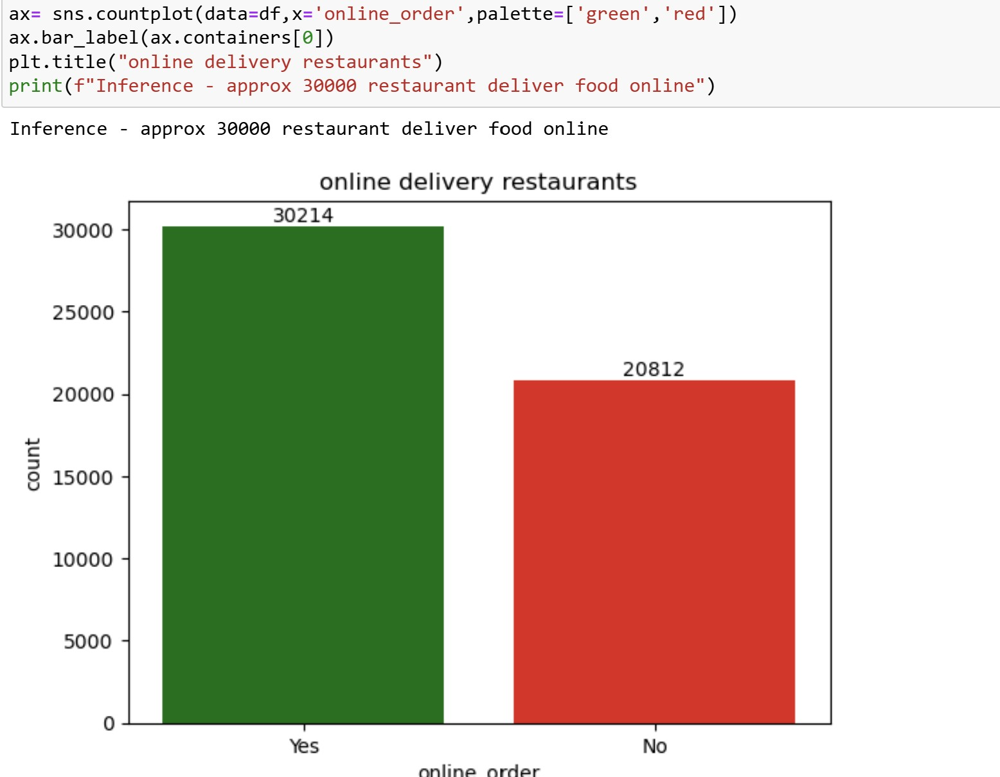 ax= sns.countplot(data=df,x='online_order',palette=['green','red'])
ax.bar_label(ax.containers[0])
plt.title("online delivery restaurants")
print(f"Inference - approx 30000 restaurant deliver food online")
Inference - approx 30000 restaurant deliver food online
online delivery restaurants
30214
30000
25000
20812
20000
count
15000
10000
5000
0
Yes No
online_order